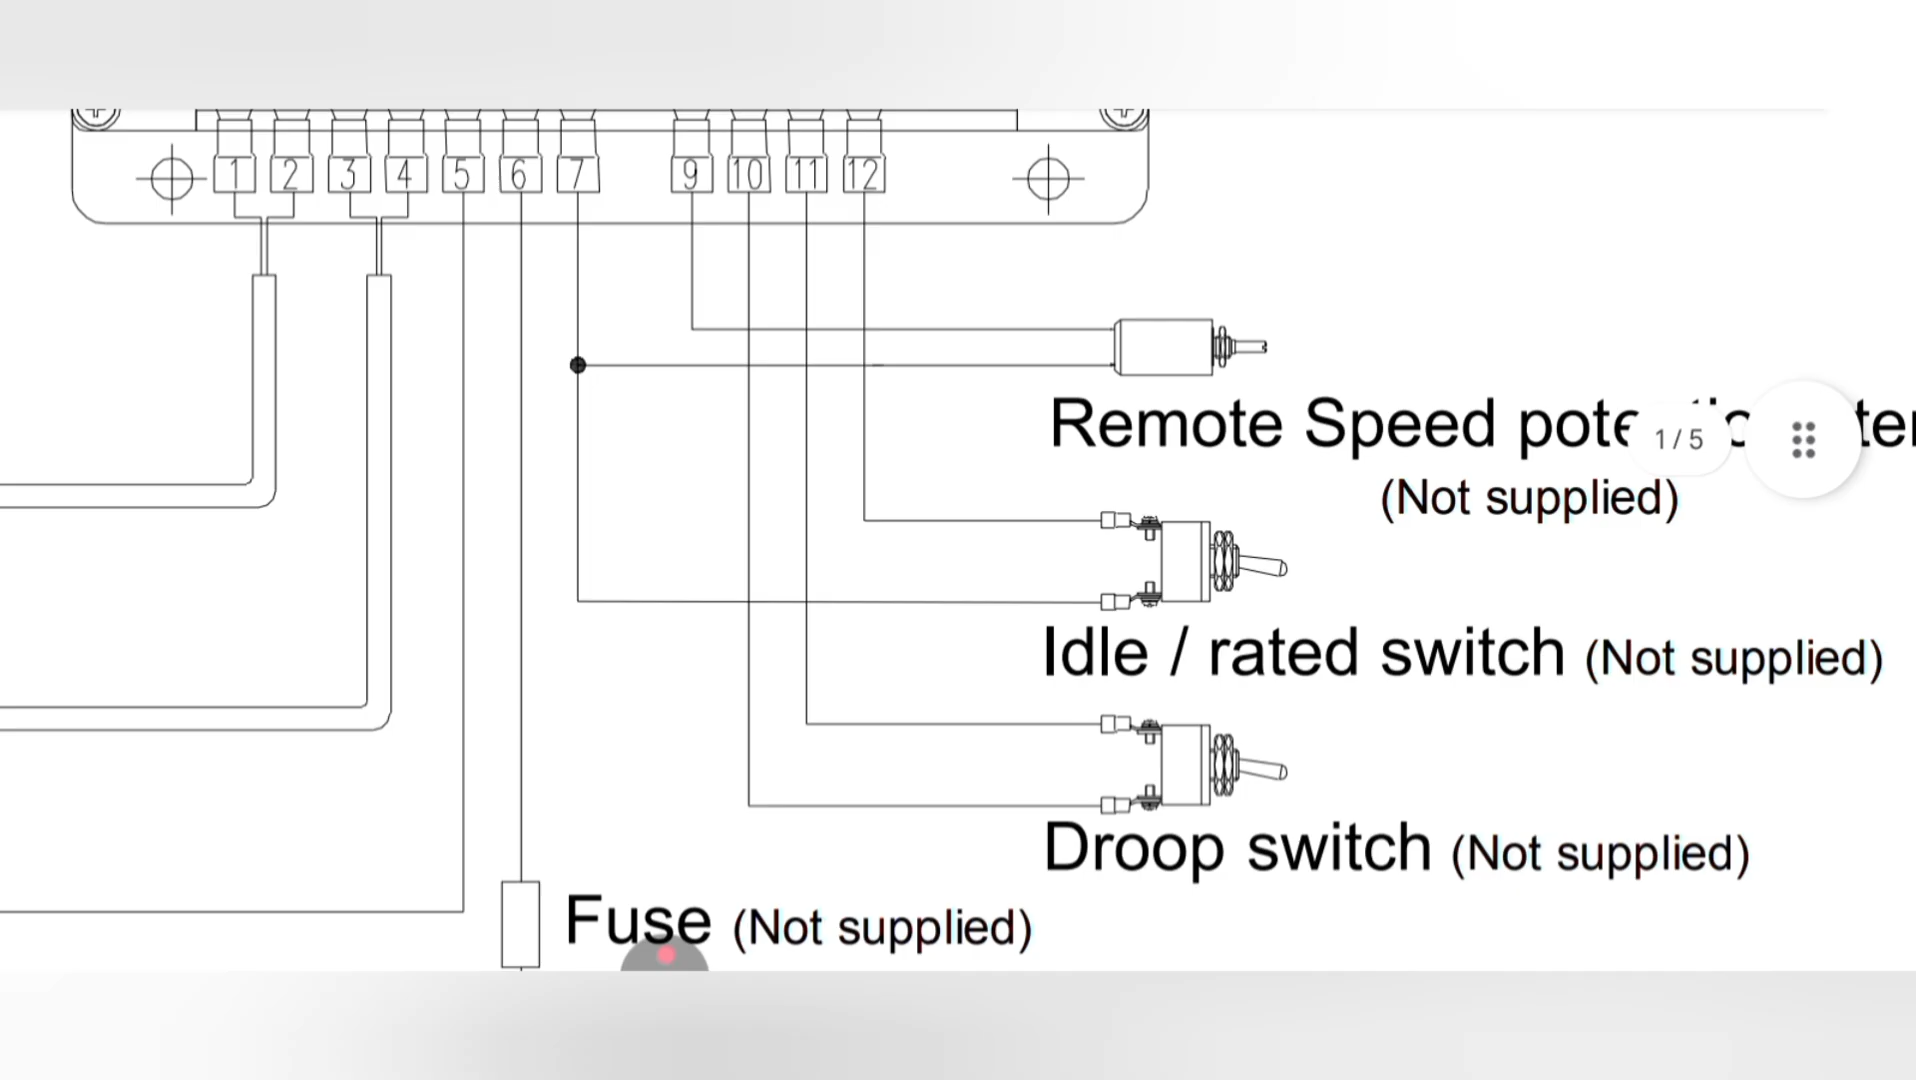 1 2 3 4 5 6 7 9 10 11 12
Remote Speed
1 / 5
(Not supplied)
Idle / rated switch (Not supplied)
Droop switch (Not supplied)
Fuse (Not supplied)